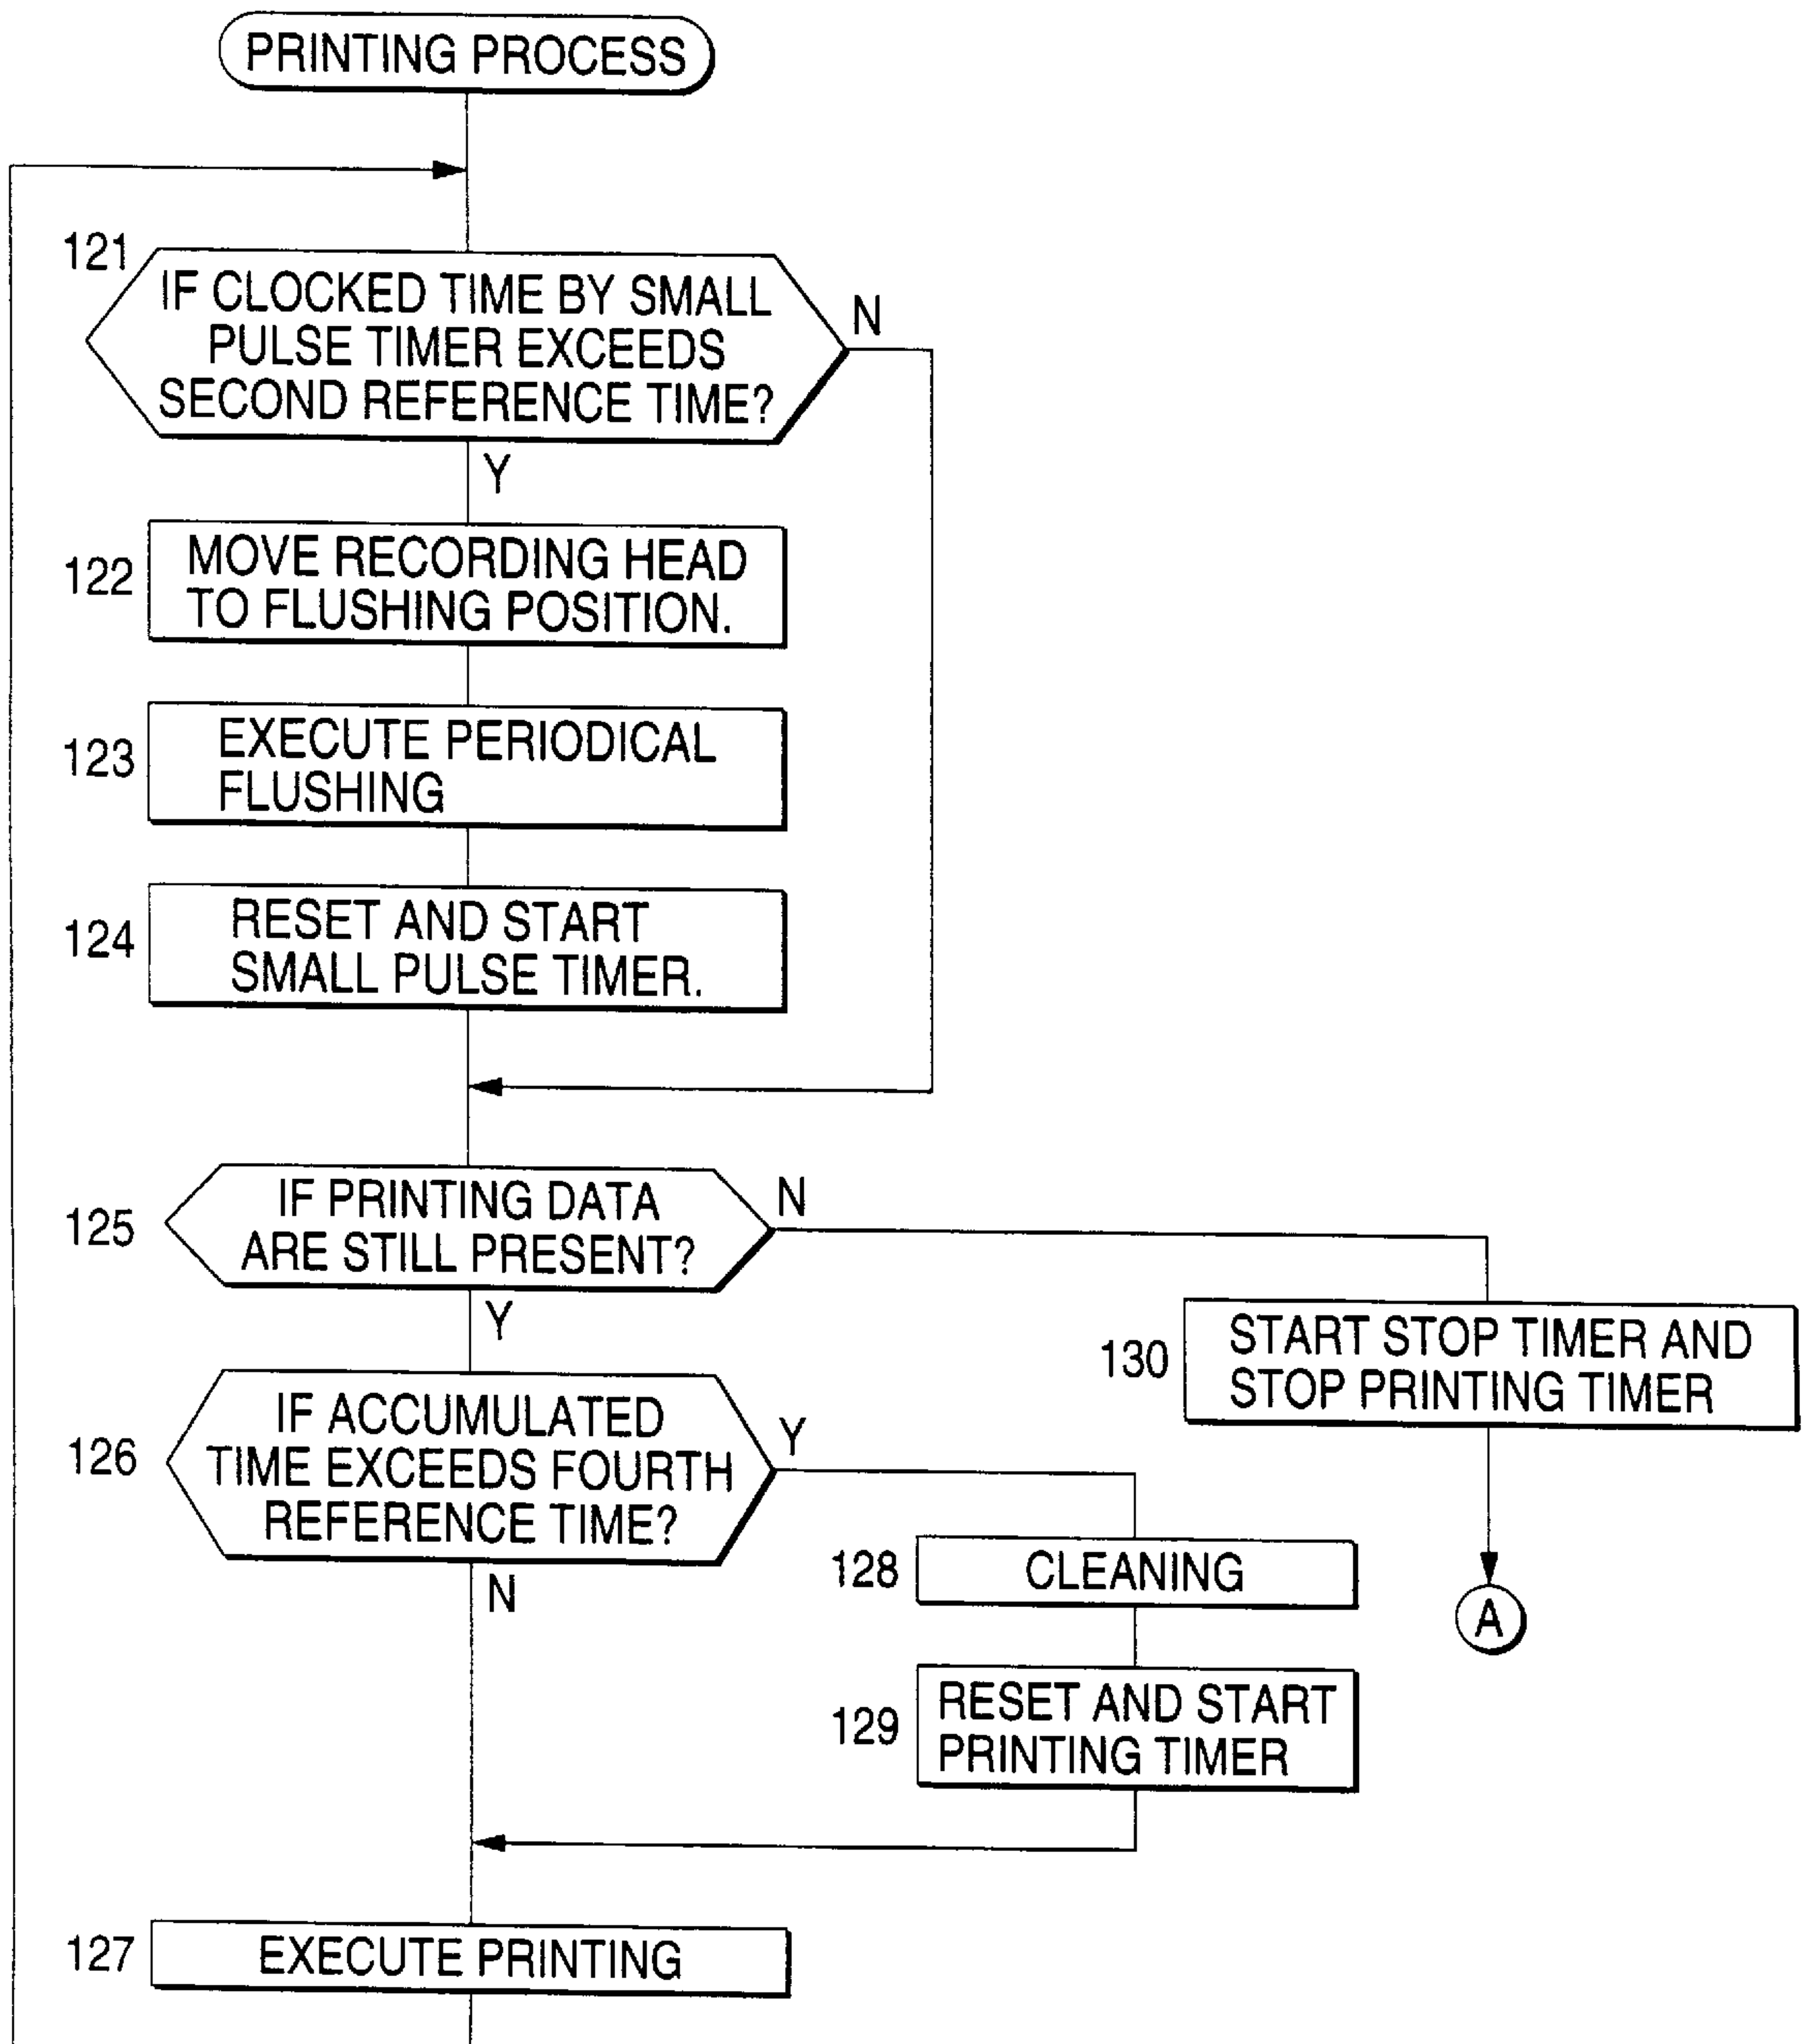 PRINTING PROCESS
121
IF CLOCKED TIME BY SMALL
PULSE TIMER EXCEEDS
SECOND REFERENCE TIME?
N
Y
122
MOVE RECORDING HEAD
TO FLUSHING POSITION.
123
EXECUTE PERIODICAL
FLUSHING
124
RESET AND START
SMALL PULSE TIMER.
125
IF PRINTING DATA
ARE STILL PRESENT?
N
Y
130
START STOP TIMER AND
STOP PRINTING TIMER
A
126
IF ACCUMULATED
TIME EXCEEDS FOURTH
REFERENCE TIME?
Y
N
128
CLEANING
129
RESET AND START
PRINTING TIMER
127
EXECUTE PRINTING